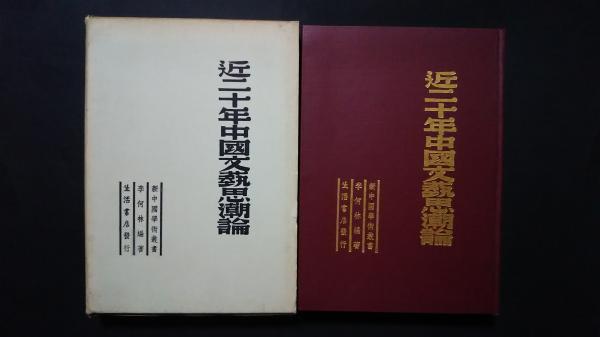 近二十年中國文藝思潮論
新中國學術叢書
李何林編著
生活書店發行
近二十年中國文藝思潮論
新中國學術叢書
李何林編著
生活書店發行